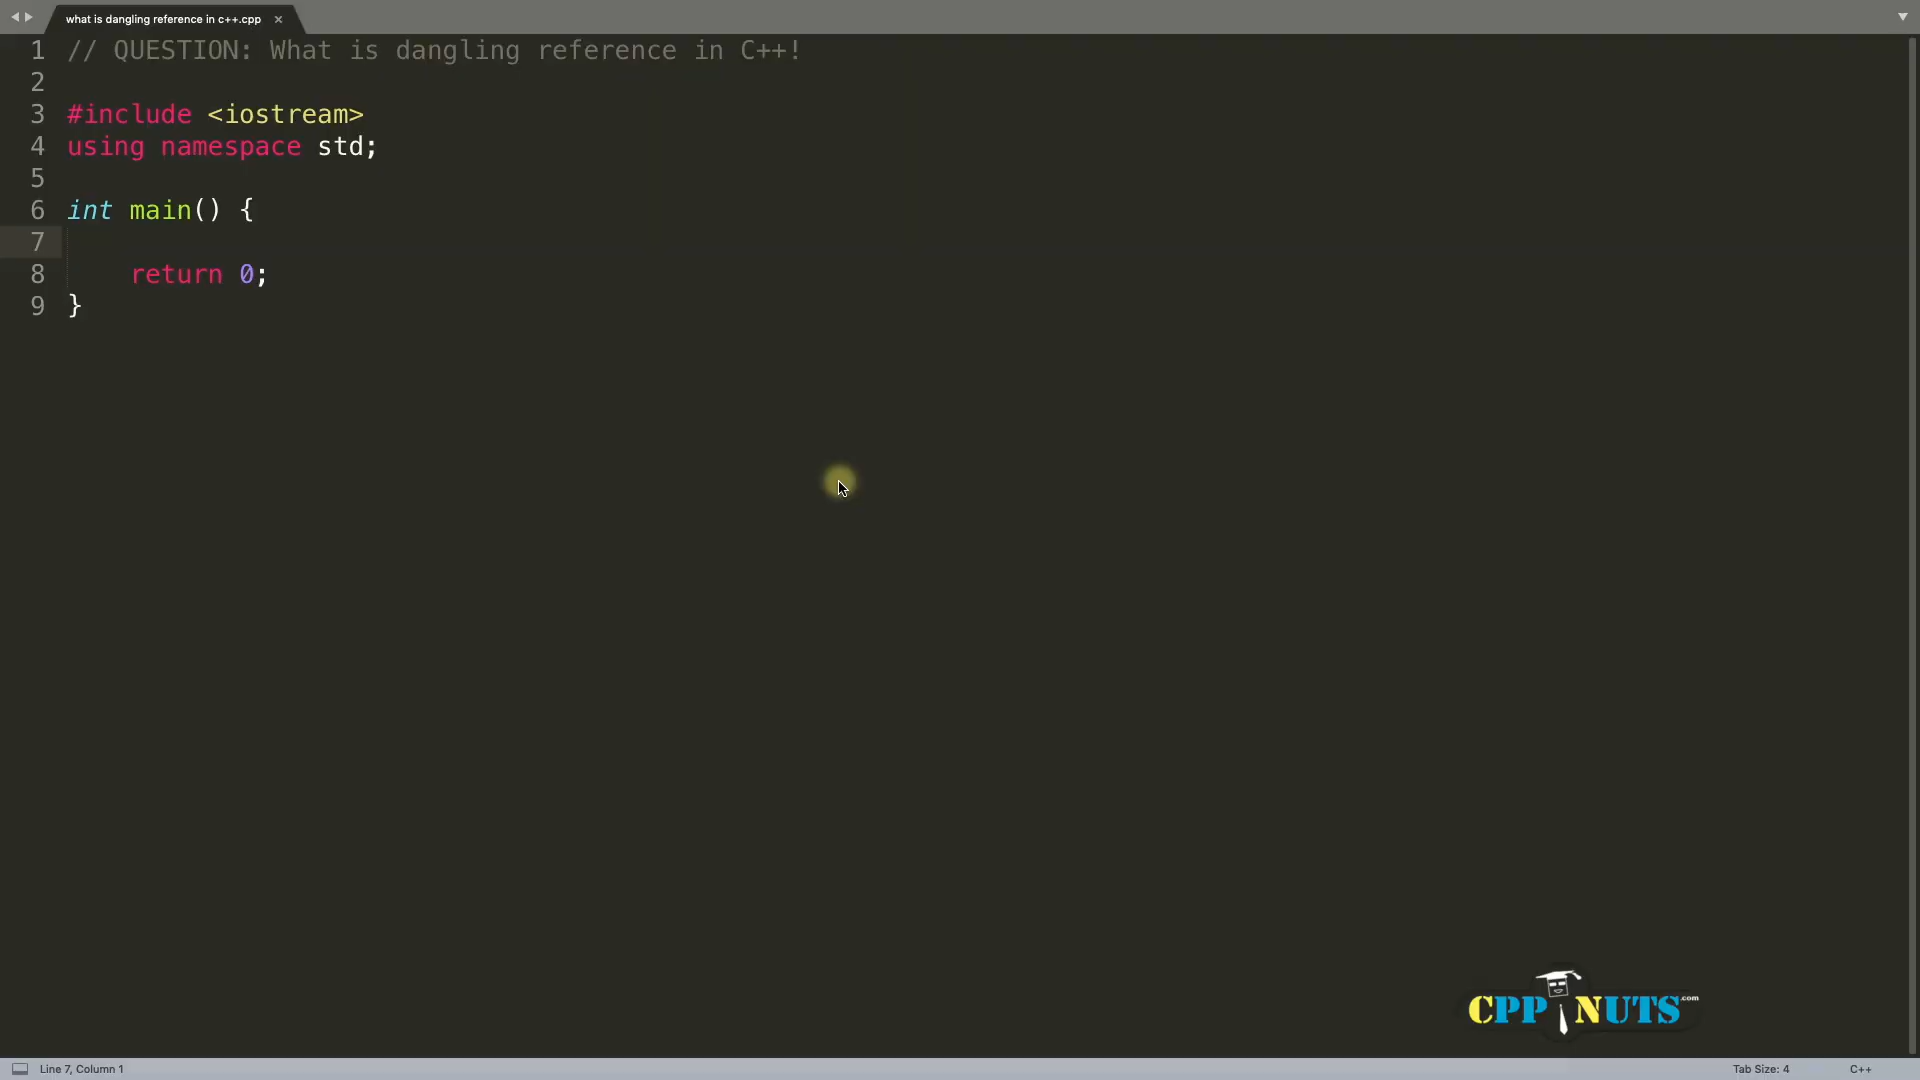 what is dangling reference in c++.cpp ×
1 // QUESTION: What is dangling reference in C++!
2
3 #include <iostream>
4 using namespace std;
5
6 int main() {
7
8     return 0;
9 }
CPP NUTS.com
Line 7, Column 1
Tab Size: 4
C++